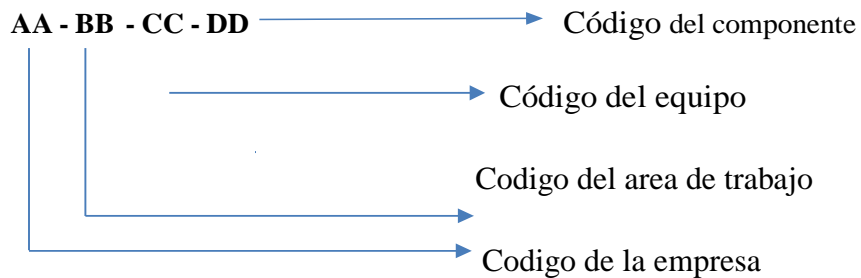 AA - BB - CC - DD
Código del componente
Código del equipo
Codigo del area de trabajo
Codigo de la empresa